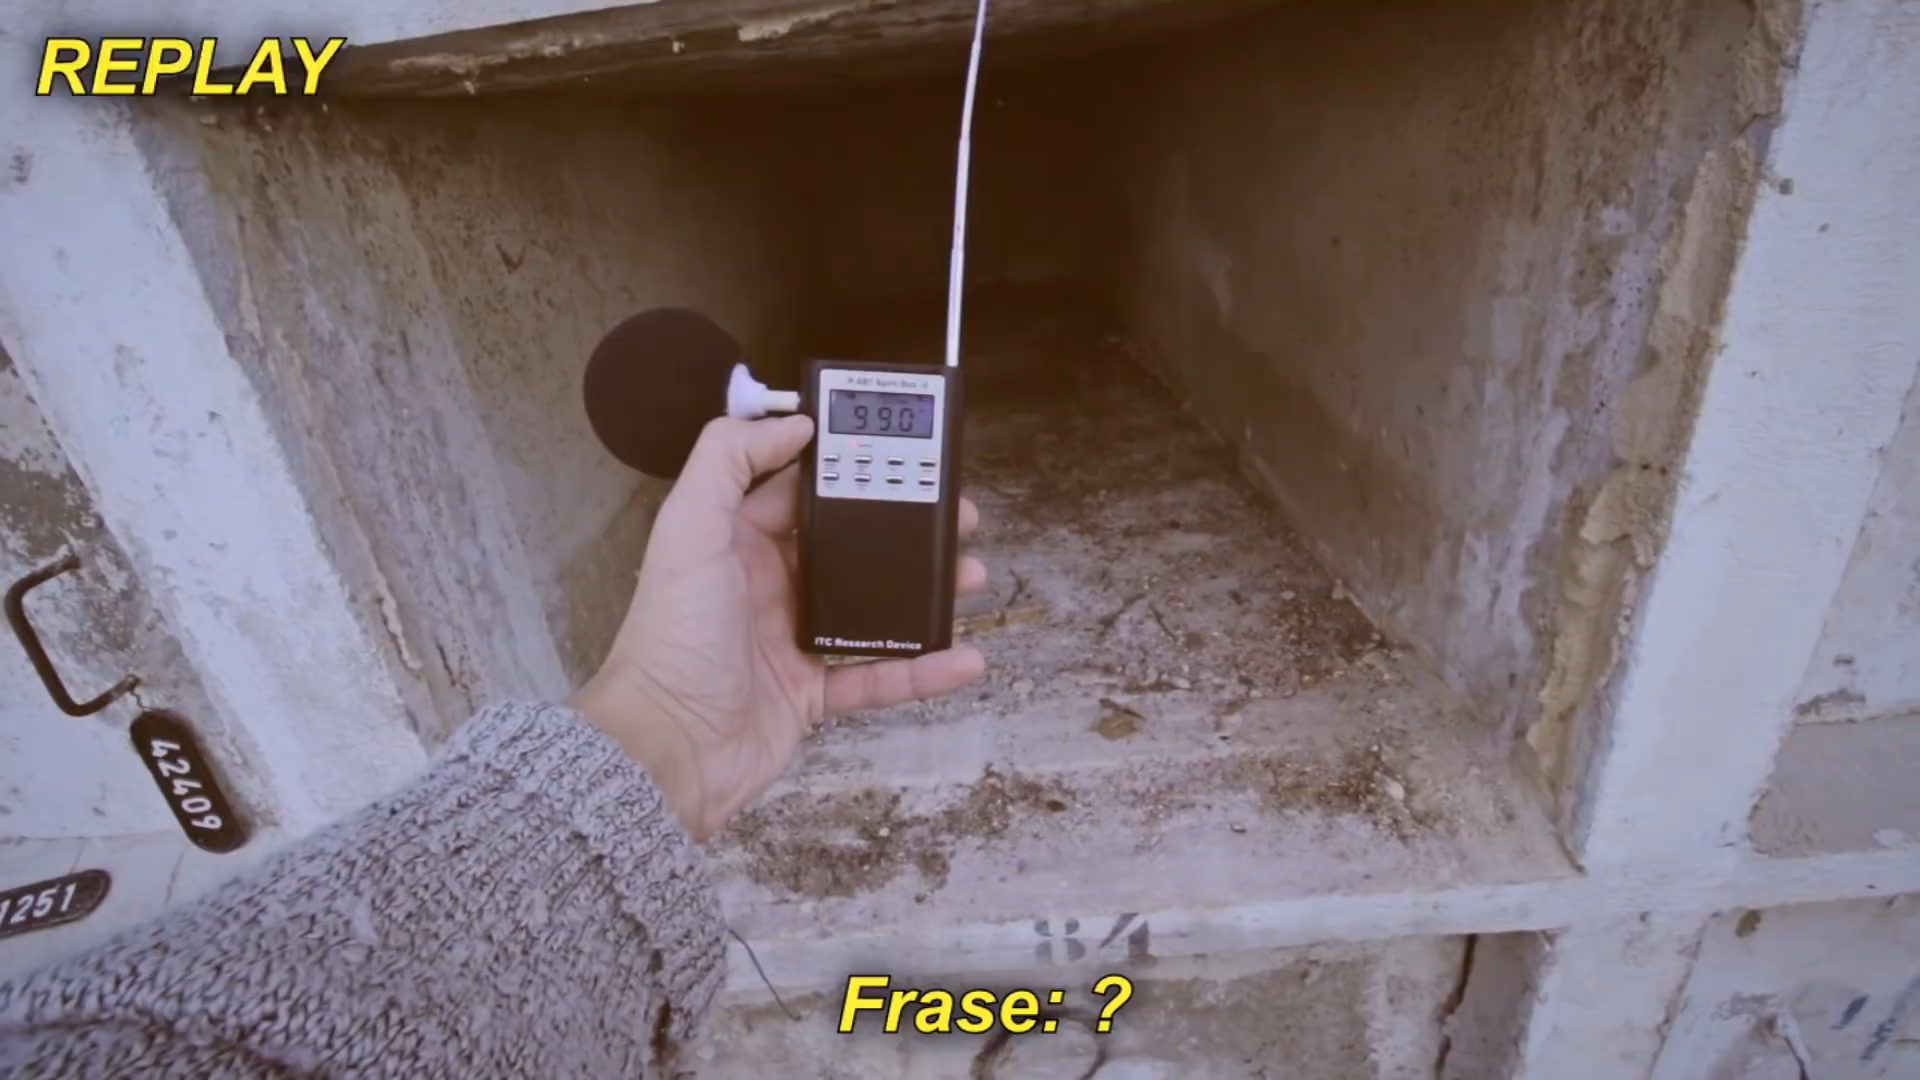 REPLAY
99.0
ITC Research Device
42409
1251
84
Frase: ?